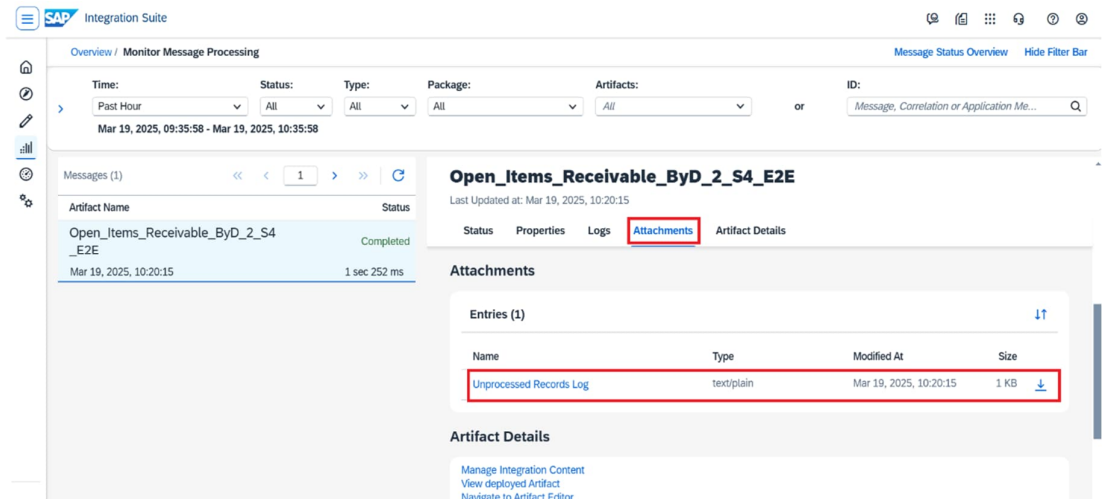 SAP Integration Suite
Overview / Monitor Message Processing
Message Status Overview Hide Filter Bar
Time: Status: Type: Package: Artifacts: ID:
Past Hour All All All All or Message, Correlation or Application Me...
Mar 19, 2025, 09:35:58 - Mar 19, 2025, 10:35:58
Messages (1) 1
Artifact Name Status
Open_Items_Receivable_ByD_2_S4
_E2E
Completed
Mar 19, 2025, 10:20:15 1 sec 252 ms
Open_Items_Receivable_ByD_2_S4_E2E
Last Updated at: Mar 19, 2025, 10:20:15
Status Properties Logs Attachments Artifact Details
Attachments
Entries (1)
Name Type Modified At Size
Unprocessed Records Log text/plain Mar 19, 2025, 10:20:15 1 KB
Artifact Details
Manage Integration Content
View deployed Artifact
Navigate to Artifact Editor